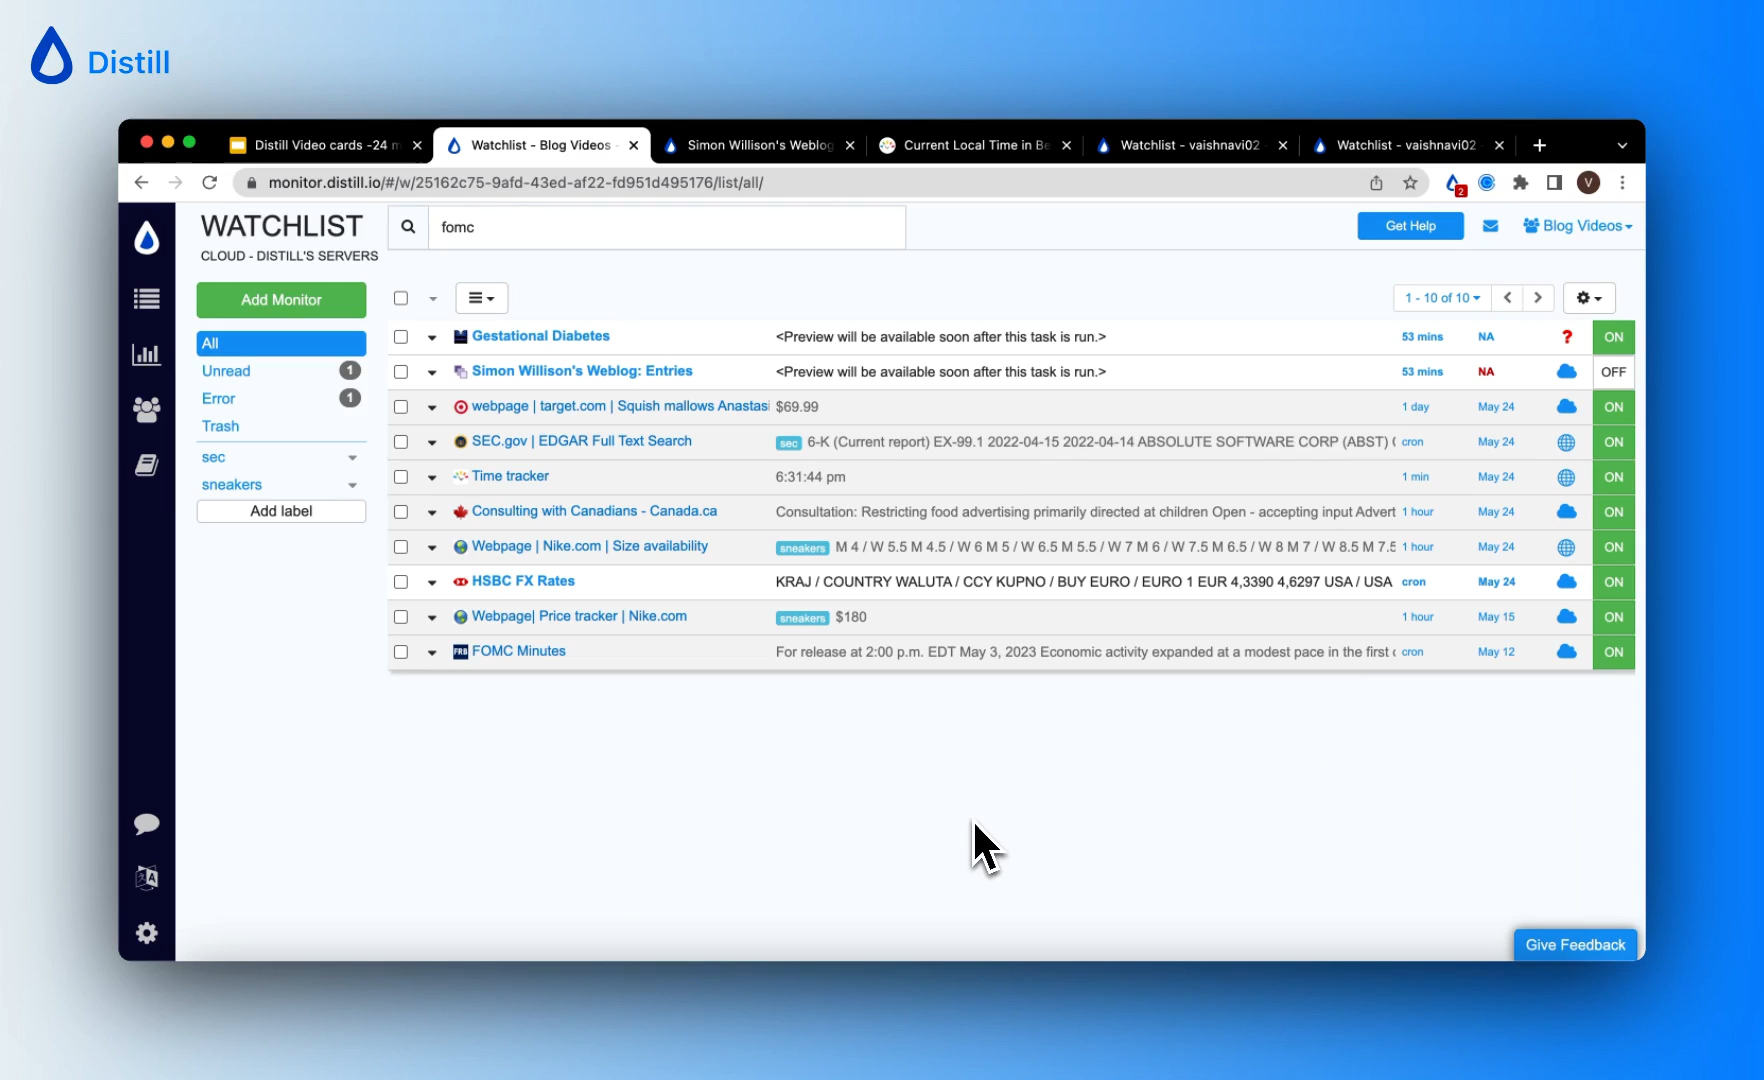 Distill
Distill Video cards -24 m
Watchlist - Blog Videos -
Simon Willison's Weblog
Current Local Time in Be
Watchlist - vaishnavi02
Watchlist - vaishnavi02
monitor.distill.io/#/w/25162c75-9afd-43ed-af22-fd951d495176/list/all/
2
V
WATCHLIST
CLOUD - DISTILL'S SERVERS
fomc
Get Help
Blog Videos
Add Monitor
1 - 10 of 10
All
Unread 1
Error 1
Trash
sec
sneakers
Add label
Gestational Diabetes <Preview will be available soon after this task is run.> 53 mins NA ? ON
Simon Willison's Weblog: Entries <Preview will be available soon after this task is run.> 53 mins NA OFF
webpage | target.com | Squish mallows Anastasi $69.99 1 day May 24 ON
SEC.gov | EDGAR Full Text Search sec 6-K (Current report) EX-99.1 2022-04-15 2022-04-14 ABSOLUTE SOFTWARE CORP (ABST) ( cron May 24 ON
Time tracker 6:31:44 pm 1 min May 24 ON
Consulting with Canadians - Canada.ca Consultation: Restricting food advertising primarily directed at children Open - accepting input Advert 1 hour May 24 ON
Webpage | Nike.com | Size availability sneakers M 4 / W 5.5 M 4.5 / W 6 M 5 / W 6.5 M 5.5 / W 7 M 6 / W 7.5 M 6.5 / W 8 M 7 / W 8.5 M 7.5 1 hour May 24 ON
HSBC FX Rates KRAJ / COUNTRY WALUTA / CCY KUPNO / BUY EURO / EURO 1 EUR 4,3390 4,6297 USA / USA cron May 24 ON
Webpage| Price tracker | Nike.com sneakers $180 1 hour May 15 ON
FRB FOMC Minutes For release at 2:00 p.m. EDT May 3, 2023 Economic activity expanded at a modest pace in the first cron May 12 ON
Give Feedback